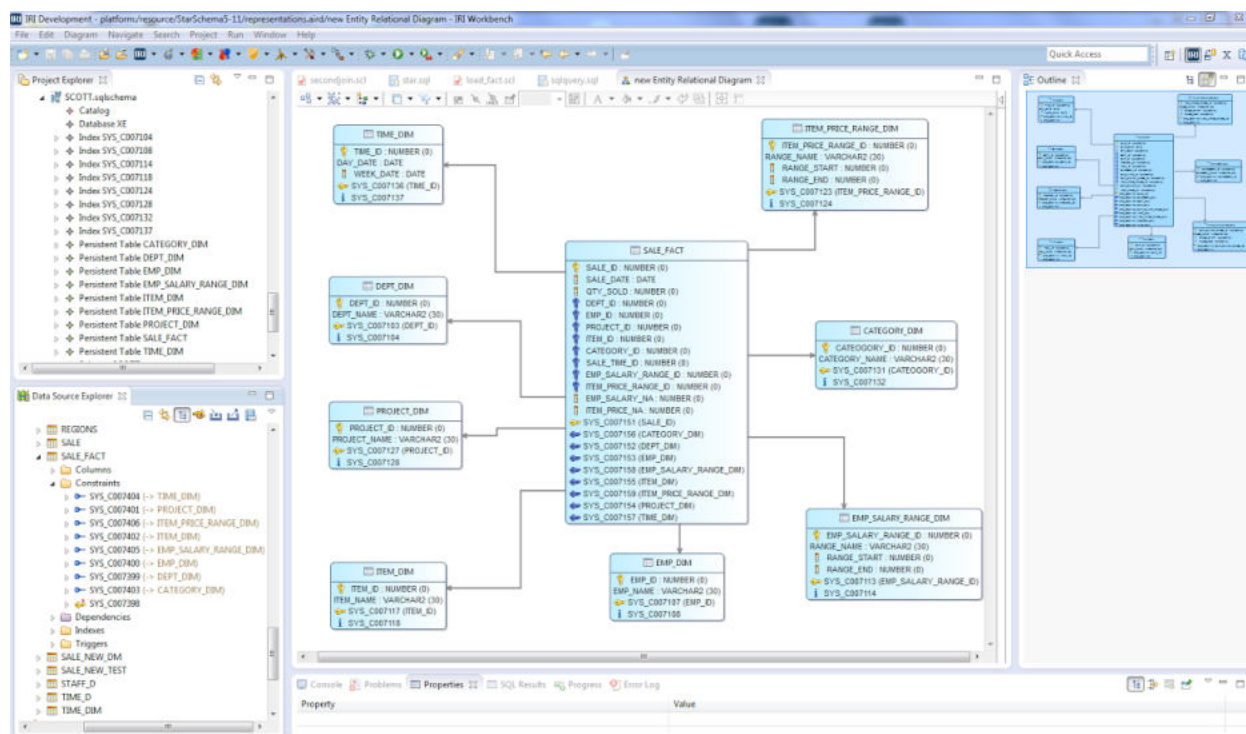 IRI Development - platform:/resource/StarSchema5-11/representations.aird/new Entity Relational Diagram - IRI Workbench
File Edit Diagram Navigate Search Project Run Window Help
Quick Access
Project Explorer
SCOTT.sqlschema
Catalog
Database XE
Index SYS_C007104
Index SYS_C007108
Index SYS_C007114
Index SYS_C007118
Index SYS_C007124
Index SYS_C007128
Index SYS_C007132
Index SYS_C007137
Persistent Table CATEGORY_DIM
Persistent Table DEPT_DIM
Persistent Table EMP_DIM
Persistent Table EMP_SALARY_RANGE_DIM
Persistent Table ITEM_DIM
Persistent Table ITEM_PRICE_RANGE_DIM
Persistent Table PROJECT_DIM
Persistent Table SALE_FACT
Persistent Table TIME_DIM
Data Source Explorer
REGIONS
SALE
SALE_FACT
Columns
Constraints
SYS_C007404 (-> TIME_DIM)
SYS_C007401 (-> PROJECT_DIM)
SYS_C007406 (-> ITEM_PRICE_RANGE_DIM)
SYS_C007402 (-> ITEM_DIM)
SYS_C007405 (-> EMP_SALARY_RANGE_DIM)
SYS_C007400 (-> EMP_DIM)
SYS_C007399 (-> DEPT_DIM)
SYS_C007403 (-> CATEGORY_DIM)
SYS_C007398
Dependencies
Indexes
Triggers
SALE_NEW_DM
SALE_NEW_TEST
STAFF_D
TIME_D
TIME_DIM
secondjoin.scl star.sql load_fact.scl sqlquery.sql new Entity Relational Diagram
TIME_DIM
TIME_ID : NUMBER (0)
DAY_DATE : DATE
WEEK_DATE : DATE
SYS_C007136 (TIME_ID)
SYS_C007137
ITEM_PRICE_RANGE_DIM
ITEM_PRICE_RANGE_ID : NUMBER (0)
RANGE_NAME : VARCHAR2 (30)
RANGE_START : NUMBER (0)
RANGE_END : NUMBER (0)
SYS_C007123 (ITEM_PRICE_RANGE_ID)
SYS_C007124
DEPT_DIM
DEPT_ID : NUMBER (0)
DEPT_NAME : VARCHAR2 (30)
SYS_C007103 (DEPT_ID)
SYS_C007104
SALE_FACT
SALE_ID : NUMBER (0)
SALE_DATE : DATE
QTY_SOLD : NUMBER (0)
DEPT_ID : NUMBER (0)
EMP_ID : NUMBER (0)
PROJECT_ID : NUMBER (0)
ITEM_ID : NUMBER (0)
CATEGORY_ID : NUMBER (0)
SALE_TIME_ID : NUMBER (0)
EMP_SALARY_RANGE_ID : NUMBER (0)
ITEM_PRICE_RANGE_ID : NUMBER (0)
EMP_SALARY_NA : NUMBER (0)
ITEM_PRICE_NA : NUMBER (0)
SYS_C007151 (SALE_ID)
SYS_C007156 (CATEGORY_DIM)
SYS_C007152 (DEPT_DIM)
SYS_C007153 (EMP_DIM)
SYS_C007158 (EMP_SALARY_RANGE_DIM)
SYS_C007155 (ITEM_DIM)
SYS_C007159 (ITEM_PRICE_RANGE_DIM)
SYS_C007154 (PROJECT_DIM)
SYS_C007157 (TIME_DIM)
CATEGORY_DIM
CATEOGORY_ID : NUMBER (0)
CATEGORY_NAME : VARCHAR2 (30)
SYS_C007131 (CATEOGORY_ID)
SYS_C007132
PROJECT_DIM
PROJECT_ID : NUMBER (0)
PROJECT_NAME : VARCHAR2 (30)
SYS_C007127 (PROJECT_ID)
SYS_C007128
EMP_SALARY_RANGE_DIM
EMP_SALARY_RANGE_ID : NUMBER (0)
RANGE_NAME : VARCHAR2 (30)
RANGE_START : NUMBER (0)
RANGE_END : NUMBER (0)
SYS_C007113 (EMP_SALARY_RANGE_ID)
SYS_C007114
ITEM_DIM
ITEM_ID : NUMBER (0)
ITEM_NAME : VARCHAR2 (30)
SYS_C007117 (ITEM_ID)
SYS_C007118
EMP_DIM
EMP_ID : NUMBER (0)
EMP_NAME : VARCHAR2 (30)
SYS_C007107 (EMP_ID)
SYS_C007108
Outline
Console Problems Properties SQL Results Progress Error Log
Property Value